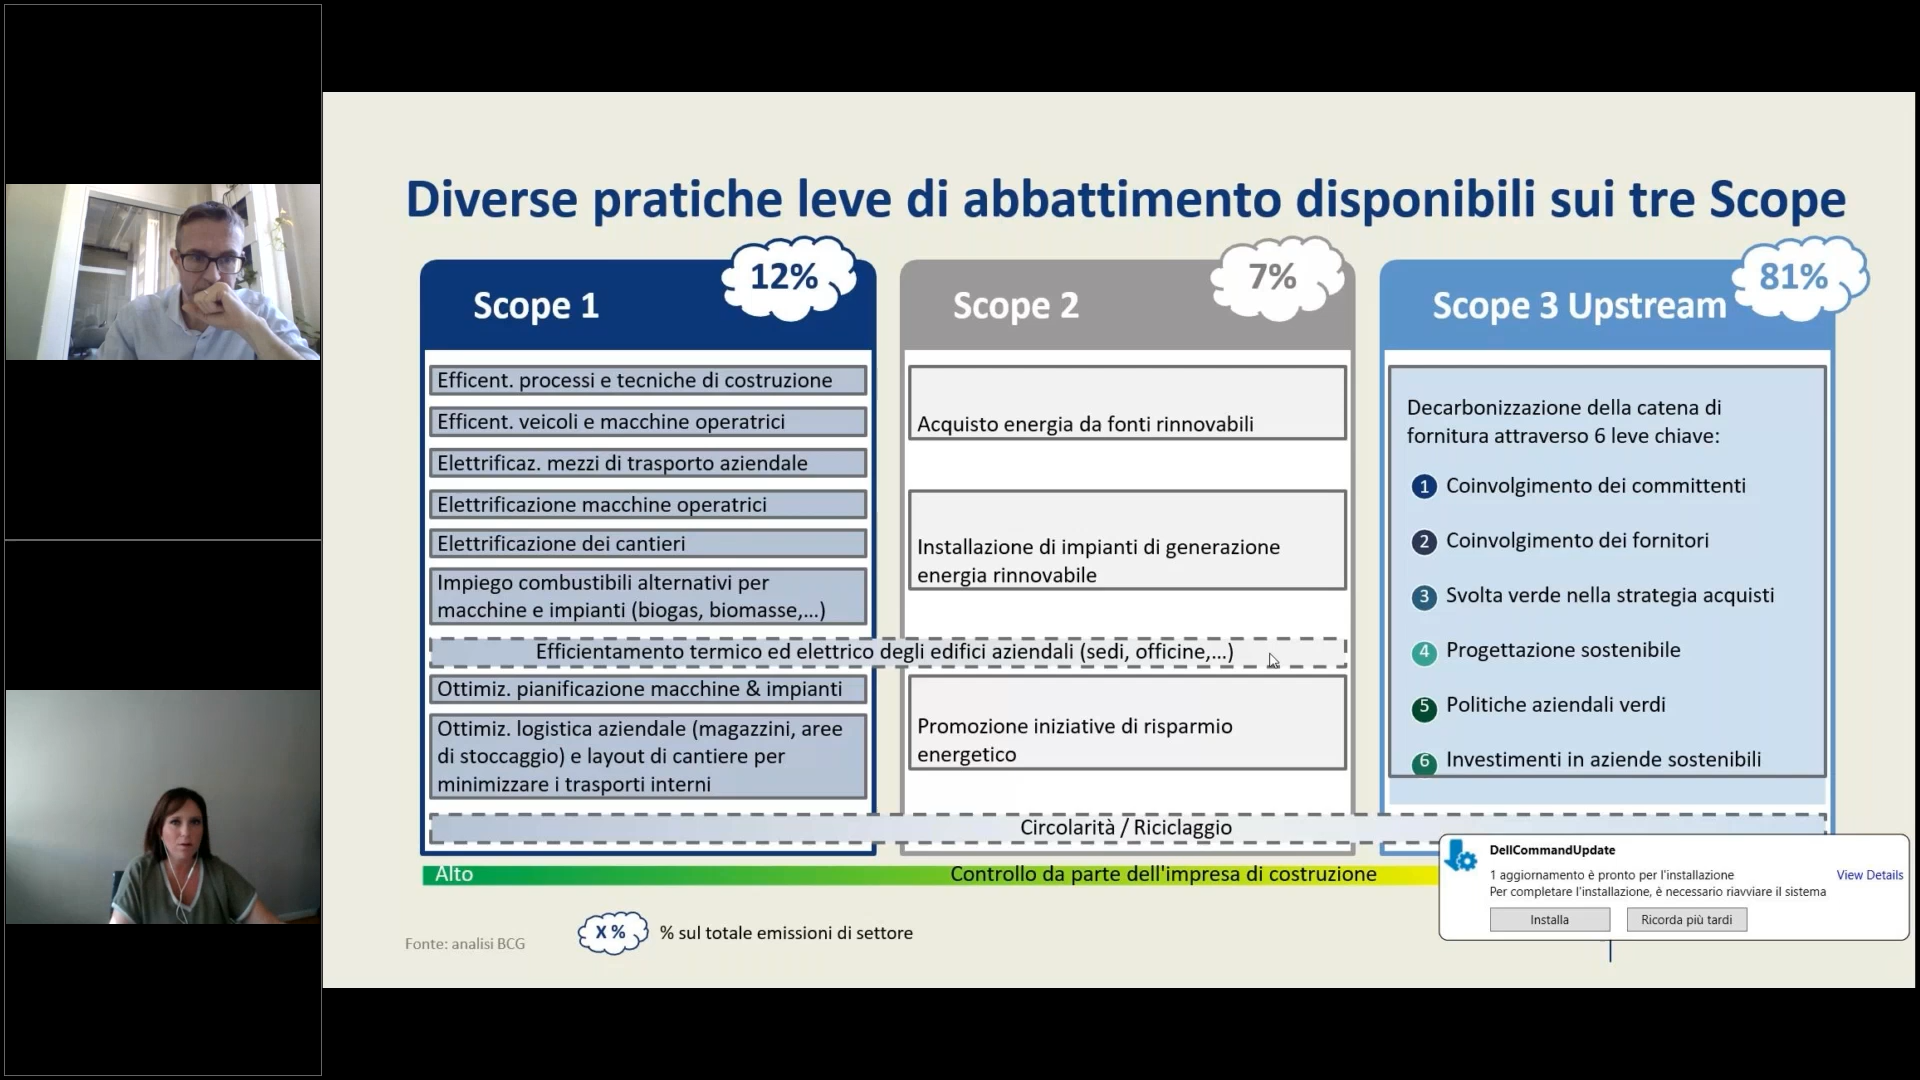 Diverse pratiche leve di abbattimento disponibili sui tre Scope
Scope 1
12%
Efficent. processi e tecniche di costruzione
Efficent. veicoli e macchine operatrici
Elettrificaz. mezzi di trasporto aziendale
Elettrificazione macchine operatrici
Elettrificazione dei cantieri
Impiego combustibili alternativi per
macchine e impianti (biogas, biomasse,...)
Efficientamento termico ed elettrico degli edifici aziendali (sedi, officine,...)
Ottimiz. pianificazione macchine & impianti
Ottimiz. logistica aziendale (magazzini, aree
di stoccaggio) e layout di cantiere per
minimizzare i trasporti interni
Scope 2
7%
Acquisto energia da fonti rinnovabili
Installazione di impianti di generazione
energia rinnovabile
Promozione iniziative di risparmio
energetico
Scope 3 Upstream
81%
Decarbonizzazione della catena di
fornitura attraverso 6 leve chiave:
1 Coinvolgimento dei committenti
2 Coinvolgimento dei fornitori
3 Svolta verde nella strategia acquisti
4 Progettazione sostenibile
5 Politiche aziendali verdi
6 Investimenti in aziende sostenibili
Circolarità / Riciclaggio
Alto
Controllo da parte dell'impresa di costruzione
X %
% sul totale emissioni di settore
Fonte: analisi BCG
DellCommandUpdate
1 aggiornamento è pronto per l'installazione
Per completare l'installazione, è necessario riavviare il sistema
View Details
Installa
Ricorda più tardi